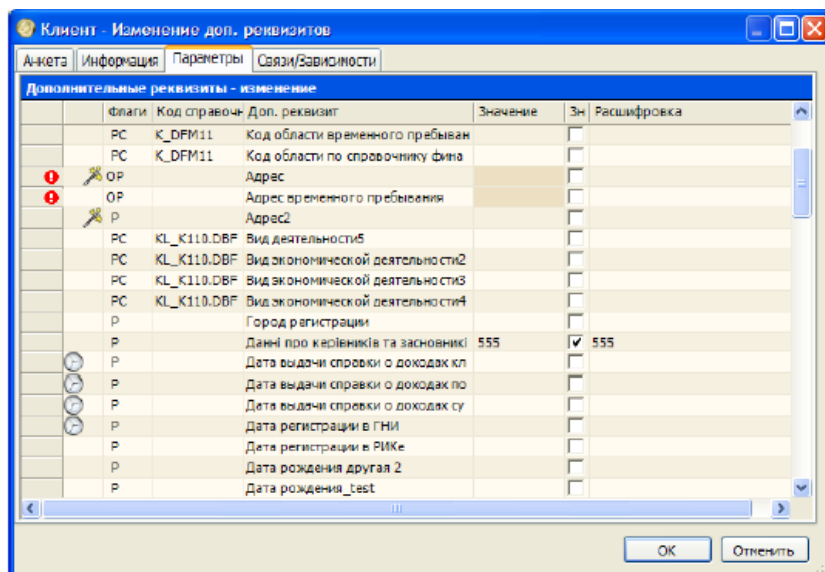 Клиент - Изменение доп. реквизитов
Анкета Информация Параметры Связи/Зависимости
Дополнительные реквизиты - изменение
Флаги Код справочн Доп. реквизит Значение Зн Расшифровка
РС K_DFM11 Код области временного пребыван
РС K_DFM11 Код области по справочнику фина
ОР Адрес
ОР Адрес временного пребывания
Р Адрес2
РС KL_K110.DBF Вид деятельности5
РС KL_K110.DBF Вид экономической деятельности2
РС KL_K110.DBF Вид экономической деятельности3
РС KL_K110.DBF Вид экономической деятельности4
Р Город регистрации
Р Данні про керівників та засновникі 555 555
Р Дата выдачи справки о доходах кл
Р Дата выдачи справки о доходах по
Р Дата выдачи справки о доходах су
Р Дата регистрации в ГНИ
Р Дата регистрации в РИКе
Р Дата рождения другая 2
Р Дата рождения_test
ОК Отменить